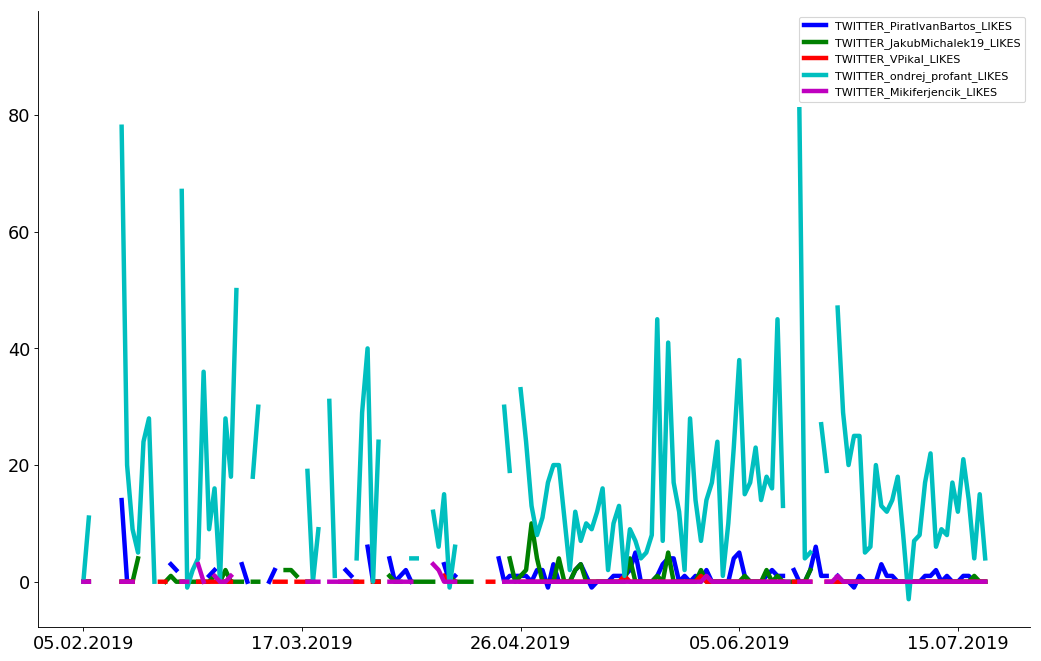 TWITTER_PiratIvanBartos_LIKES
TWITTER_JakubMichalek19_LIKES
TWITTER_VPikal_LIKES
TWITTER_ondrej_profant_LIKES
TWITTER_Mikiferjencik_LIKES
80
60
40
20
0
05.02.2019 17.03.2019 26.04.2019 05.06.2019 15.07.2019